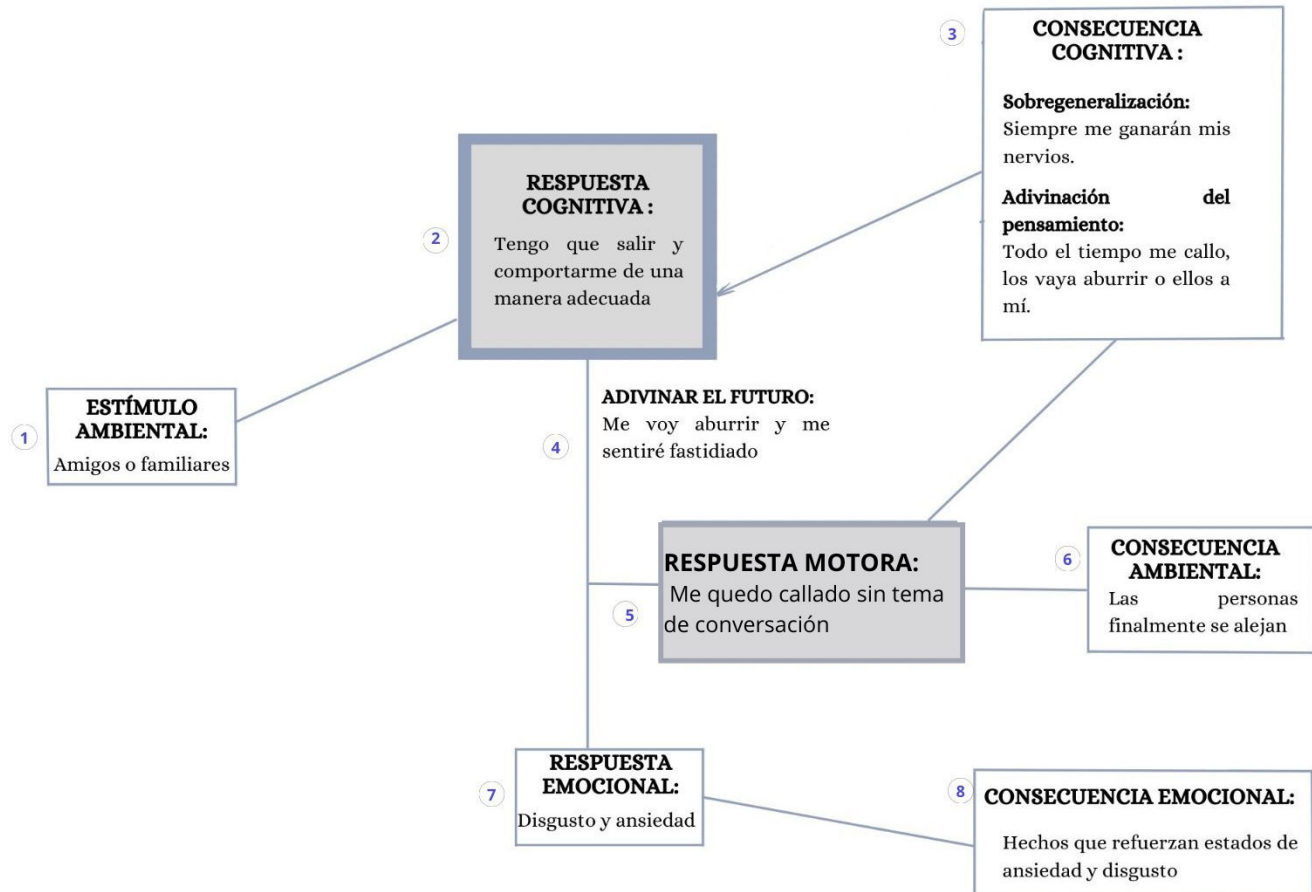 1
ESTÍMULO
AMBIENTAL:
Amigos o familiares
2
RESPUESTA
COGNITIVA :
Tengo que salir y
comportarme de una
manera adecuada
3
CONSECUENCIA
COGNITIVA :
Sobregeneralización:
Siempre me ganarán mis
nervios.
Adivinación del
pensamiento:
Todo el tiempo me callo,
los vaya aburrir o ellos a
mí.
4
ADIVINAR EL FUTURO:
Me voy aburrir y me
sentiré fastidiado
5
RESPUESTA MOTORA:
Me quedo callado sin tema
de conversación
6
CONSECUENCIA
AMBIENTAL:
Las personas
finalmente se alejan
7
RESPUESTA
EMOCIONAL:
Disgusto y ansiedad
8
CONSECUENCIA EMOCIONAL:
Hechos que refuerzan estados de
ansiedad y disgusto